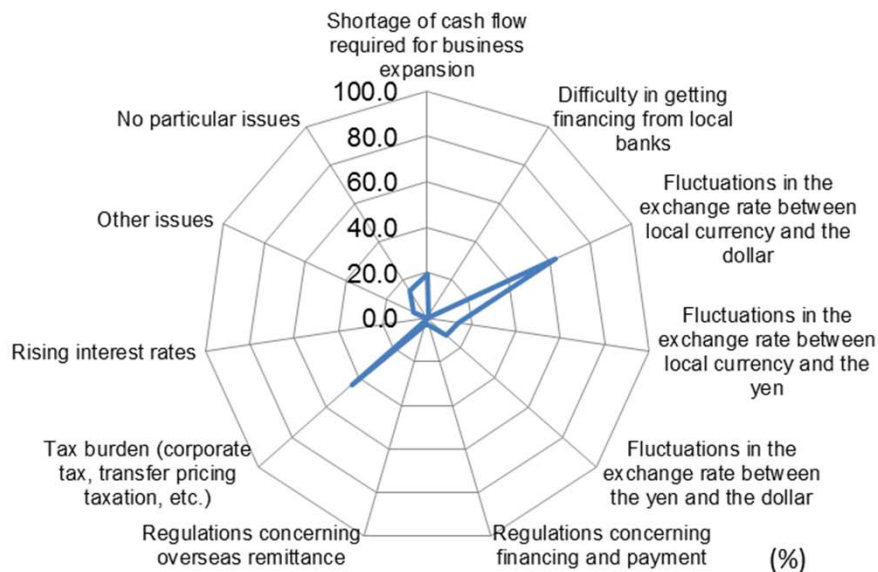 Shortage of cash flow
required for business
expansion
100.0
80.0
60.0
40.0
20.0
0.0
Difficulty in getting
financing from local
banks
Fluctuations in the
exchange rate between
local currency and the
dollar
Fluctuations in the
exchange rate between
local currency and the
yen
Fluctuations in the
exchange rate between
the yen and the dollar
Regulations concerning
financing and payment
(%)
Regulations concerning
overseas remittance
Tax burden (corporate
tax, transfer pricing
taxation, etc.)
Rising interest rates
Other issues
No particular issues